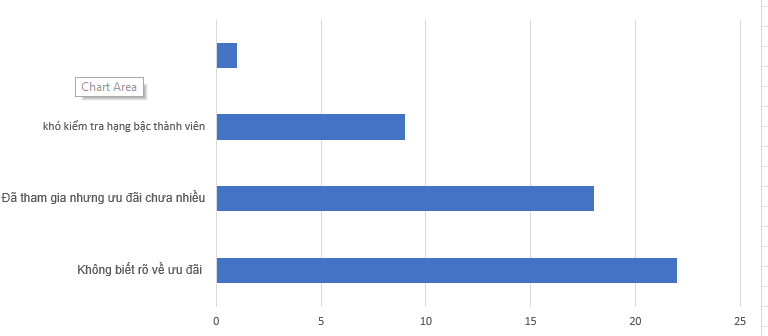 Chart Area
khó kiểm tra hạng bậc thành viên
Đã tham gia nhưng ưu đãi chưa nhiều
Không biết rõ về ưu đãi
0 5 10 15 20 25